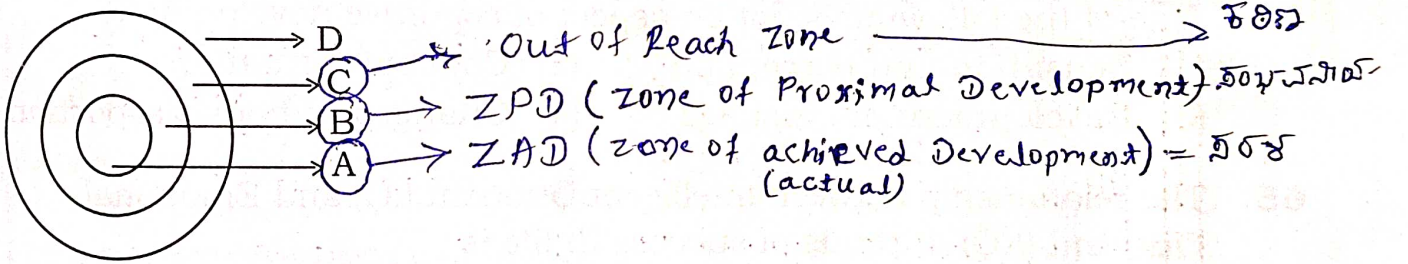 D Out of Reach zone
C ZPD (zone of Proximal Development)
B ZAD (zone of achieved Development) =
A (actual)